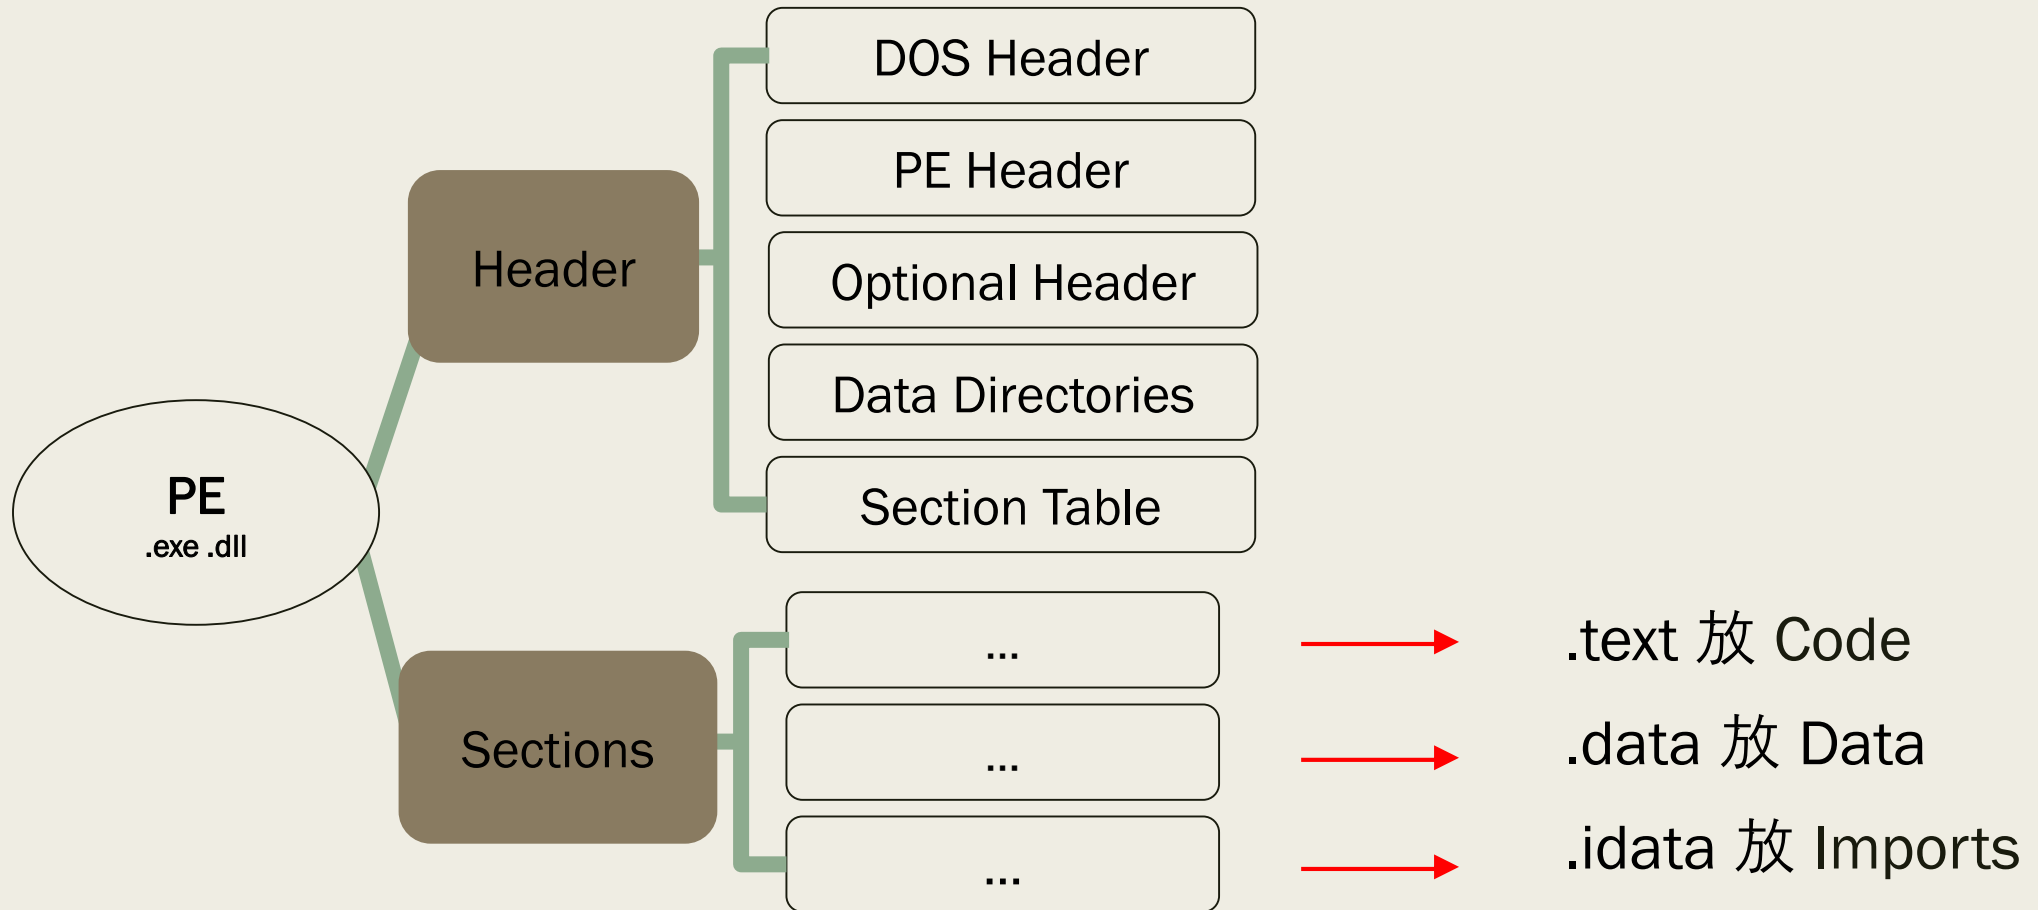 PE
.exe .dll
Header
DOS Header
PE Header
Optional Header
Data Directories
Section Table
Sections
...
...
...
.text 放 Code
.data 放 Data
.idata 放 Imports